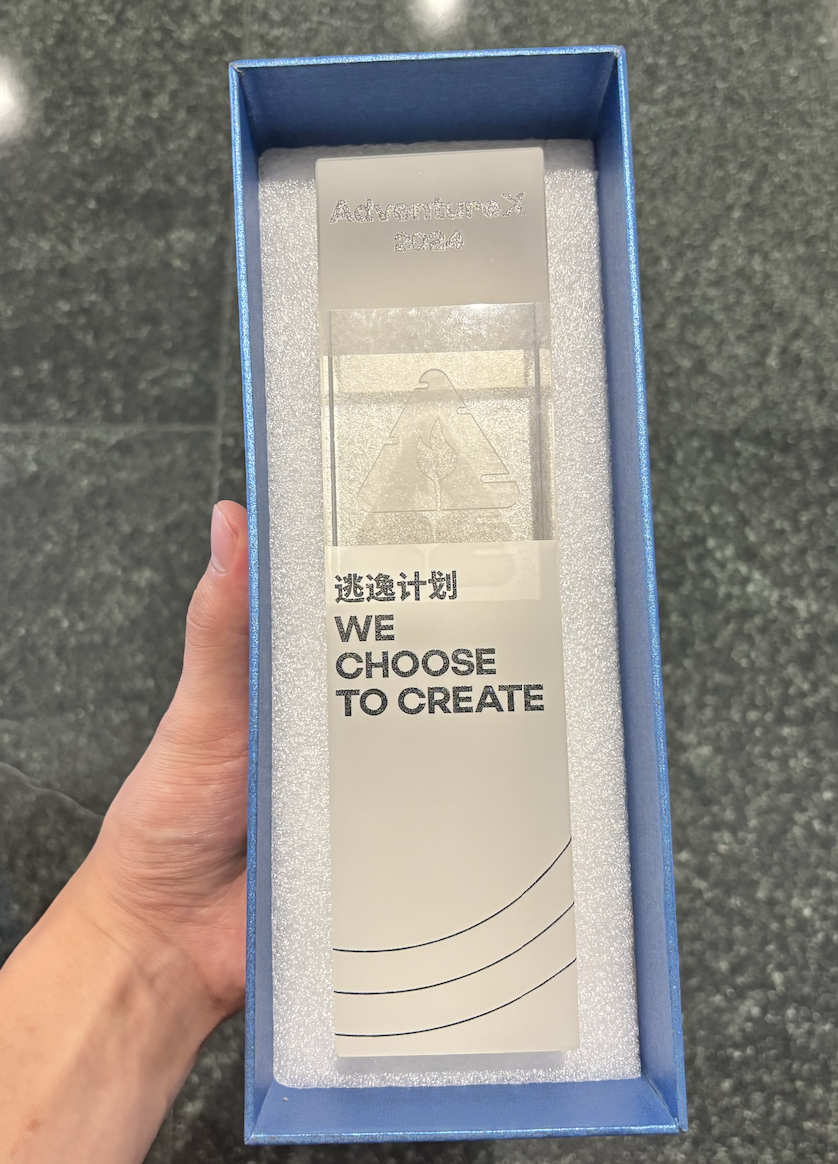 AdventureX
2024
逃逸计划
WE
CHOOSE
TO CREATE